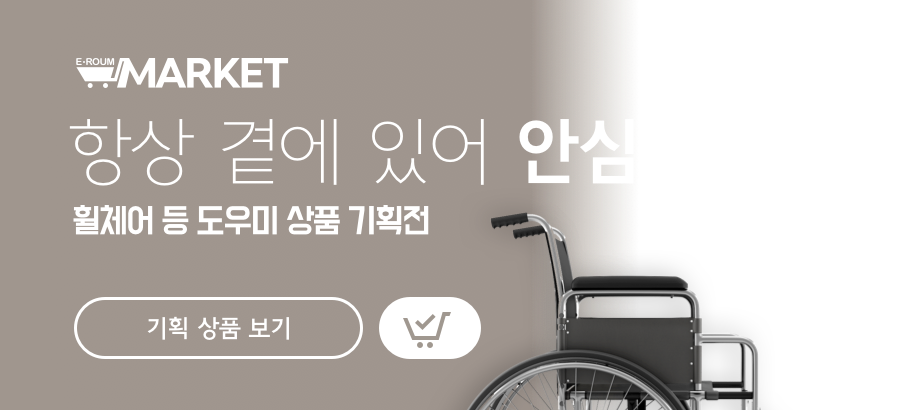 E-ROUM
MARKET
항상 곁에 있어 안심
휠체어 등 도우미 상품 기획전
기획 상품 보기